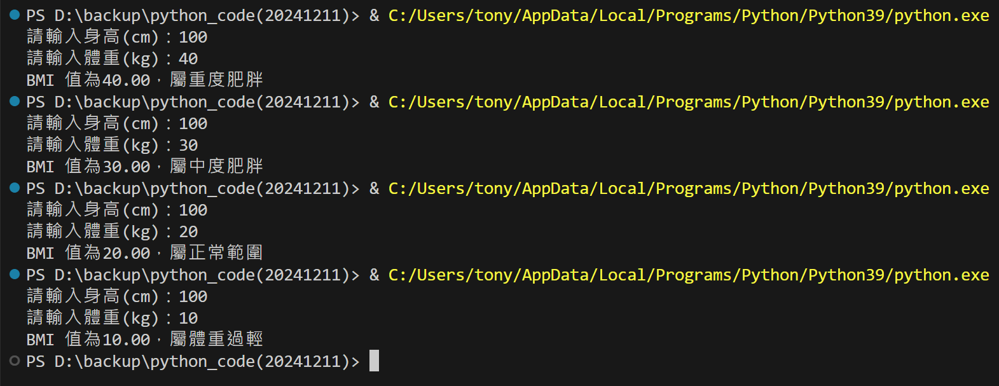 PS D:\backup\python_code(20241211)> & C:/Users/tony/AppData/Local/Programs/Python/Python39/python.exe
請輸入身高(cm)：100
請輸入體重(kg)：40
BMI 值為40.00，屬重度肥胖
PS D:\backup\python_code(20241211)> & C:/Users/tony/AppData/Local/Programs/Python/Python39/python.exe
請輸入身高(cm)：100
請輸入體重(kg)：30
BMI 值為30.00，屬中度肥胖
PS D:\backup\python_code(20241211)> & C:/Users/tony/AppData/Local/Programs/Python/Python39/python.exe
請輸入身高(cm)：100
請輸入體重(kg)：20
BMI 值為20.00，屬正常範圍
PS D:\backup\python_code(20241211)> & C:/Users/tony/AppData/Local/Programs/Python/Python39/python.exe
請輸入身高(cm)：100
請輸入體重(kg)：10
BMI 值為10.00，屬體重過輕
PS D:\backup\python_code(20241211)>